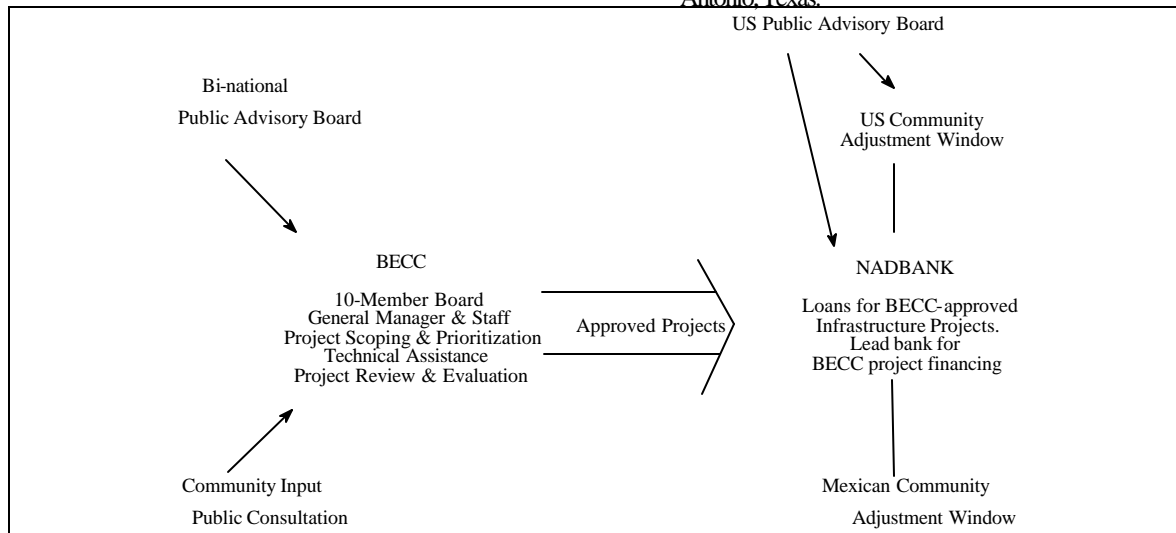 Antonio, Texas.
US Public Advisory Board
Bi-national
Public Advisory Board
US Community
Adjustment Window
BECC
10-Member Board
General Manager & Staff
Project Scoping & Prioritization
Technical Assistance
Project Review & Evaluation
Approved Projects
NADBANK
Loans for BECC-approved
Infrastructure Projects.
Lead bank for
BECC project financing
Community Input
Public Consultation
Mexican Community
Adjustment Window